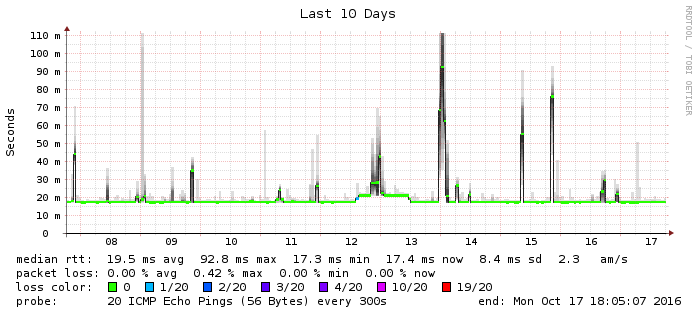 Last 10 Days
RRDTOOL / TOBI OETIKER
Seconds
110 m
100 m
90 m
80 m
70 m
60 m
50 m
40 m
30 m
20 m
10 m
0
08 09 10 11 12 13 14 15 16 17
median rtt: 19.5 ms avg 92.8 ms max 17.3 ms min 17.4 ms now 8.4 ms sd 2.3 am/s
packet loss: 0.00 % avg 0.42 % max 0.00 % min 0.00 % now
loss color: 0 1/20 2/20 3/20 4/20 10/20 19/20
probe: 20 ICMP Echo Pings (56 Bytes) every 300s end: Mon Oct 17 18:05:07 2016